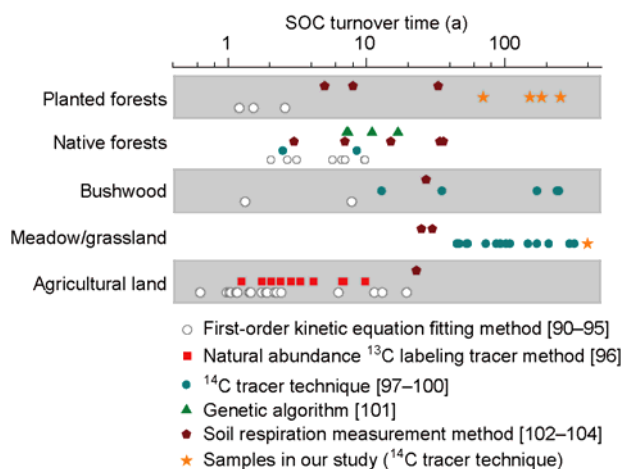 SOC turnover time (a)
1 10 100
Planted forests
Native forests
Bushwood
Meadow/grassland
Agricultural land
First-order kinetic equation fitting method [90–95]
Natural abundance ¹³C labeling tracer method [96]
¹⁴C tracer technique [97–100]
Genetic algorithm [101]
Soil respiration measurement method [102–104]
Samples in our study (¹⁴C tracer technique)